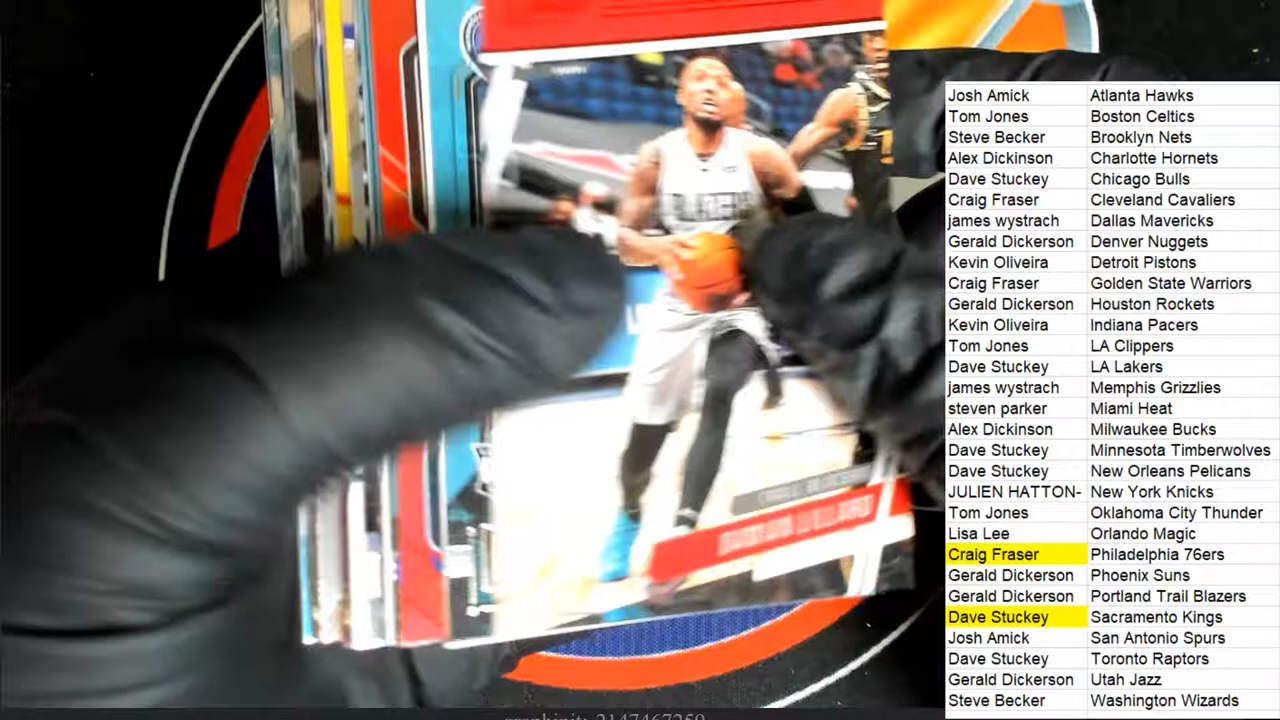 Josh Amick Atlanta Hawks
Tom Jones Boston Celtics
Steve Becker Brooklyn Nets
Alex Dickinson Charlotte Hornets
Dave Stuckey Chicago Bulls
Craig Fraser Cleveland Cavaliers
james wystrach Dallas Mavericks
Gerald Dickerson Denver Nuggets
Kevin Oliveira Detroit Pistons
Craig Fraser Golden State Warriors
Gerald Dickerson Houston Rockets
Kevin Oliveira Indiana Pacers
Tom Jones LA Clippers
Dave Stuckey LA Lakers
james wystrach Memphis Grizzlies
steven parker Miami Heat
Alex Dickinson Milwaukee Bucks
Dave Stuckey Minnesota Timberwolves
Dave Stuckey New Orleans Pelicans
JULIEN HATTON- New York Knicks
Tom Jones Oklahoma City Thunder
Lisa Lee Orlando Magic
Craig Fraser Philadelphia 76ers
Gerald Dickerson Phoenix Suns
Gerald Dickerson Portland Trail Blazers
Dave Stuckey Sacramento Kings
Josh Amick San Antonio Spurs
Dave Stuckey Toronto Raptors
Gerald Dickerson Utah Jazz
Steve Becker Washington Wizards